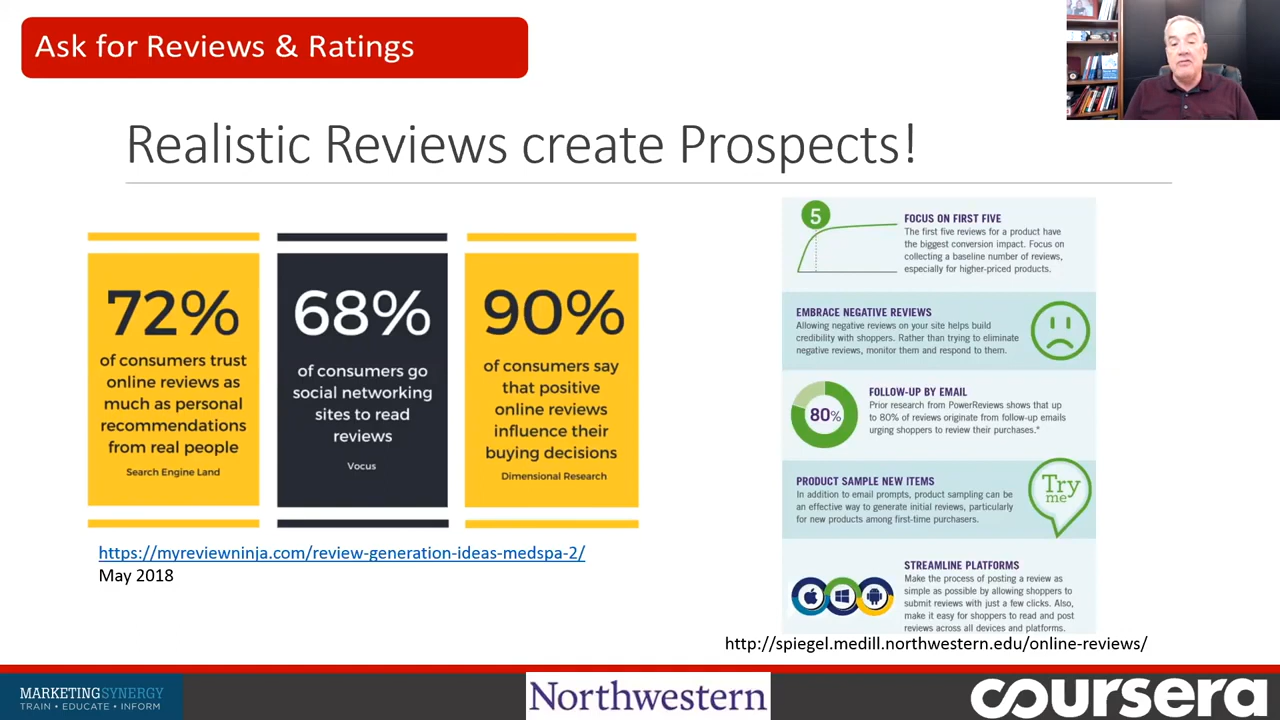 Ask for Reviews & Ratings
Realistic Reviews create Prospects!
72%
of consumers trust
online reviews as
much as personal
recommendations
from real people
Search Engine Land
68%
of consumers go
social networking
sites to read
reviews
Vocus
90%
of consumers say
that positive
online reviews
influence their
buying decisions
Dimensional Research
https://myreviewninja.com/review-generation-ideas-medspa-2/
May 2018
5
FOCUS ON FIRST FIVE
The first five reviews for a product have
the biggest conversion impact. Focus on
collecting a baseline number of reviews,
especially for higher-priced products.
EMBRACE NEGATIVE REVIEWS
Allowing negative reviews on your site helps build
credibility with shoppers. Rather than trying to eliminate
negative reviews, monitor them and respond to them.
80%
FOLLOW-UP BY EMAIL
Prior research from PowerReviews shows that up
to 80% of reviews originate from follow-up emails
urging shoppers to review their purchases.*
PRODUCT SAMPLE NEW ITEMS
In addition to email prompts, product sampling can be
an effective way to generate initial reviews, particularly
for new products among first-time purchasers.
Try
me
STREAMLINE PLATFORMS
Make the process of posting a review as
simple as possible by allowing shoppers to
submit reviews with just a few clicks. Also,
make it easy for shoppers to read and post
reviews across all devices and platforms.
http://spiegel.medill.northwestern.edu/online-reviews/
MARKETINGSYNERGY
TRAIN • EDUCATE • INFORM
Northwestern
coursera